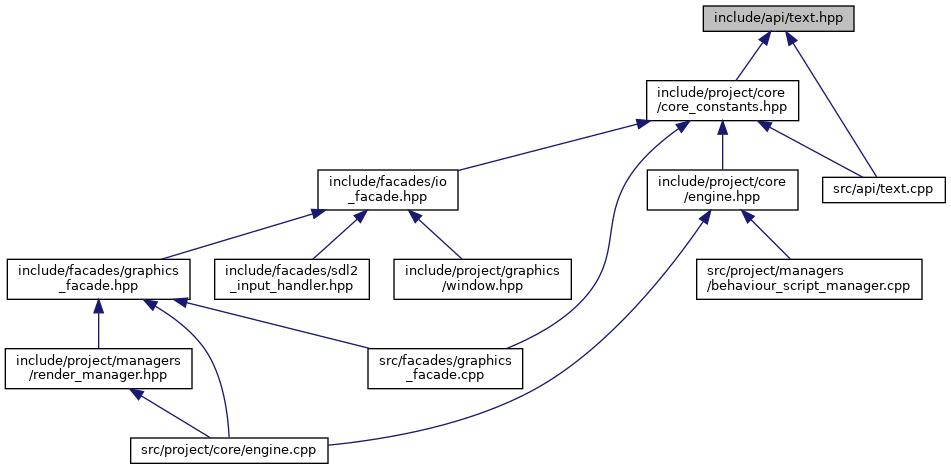 include/api/text.hpp
include/project/core
/core_constants.hpp
include/facades/io
_facade.hpp
include/project/core
/engine.hpp
src/api/text.cpp
include/facades/graphics
_facade.hpp
include/facades/sdl2
_input_handler.hpp
include/project/graphics
/window.hpp
src/project/managers
/behaviour_script_manager.cpp
include/project/managers
/render_manager.hpp
src/facades/graphics
_facade.cpp
src/project/core/engine.cpp